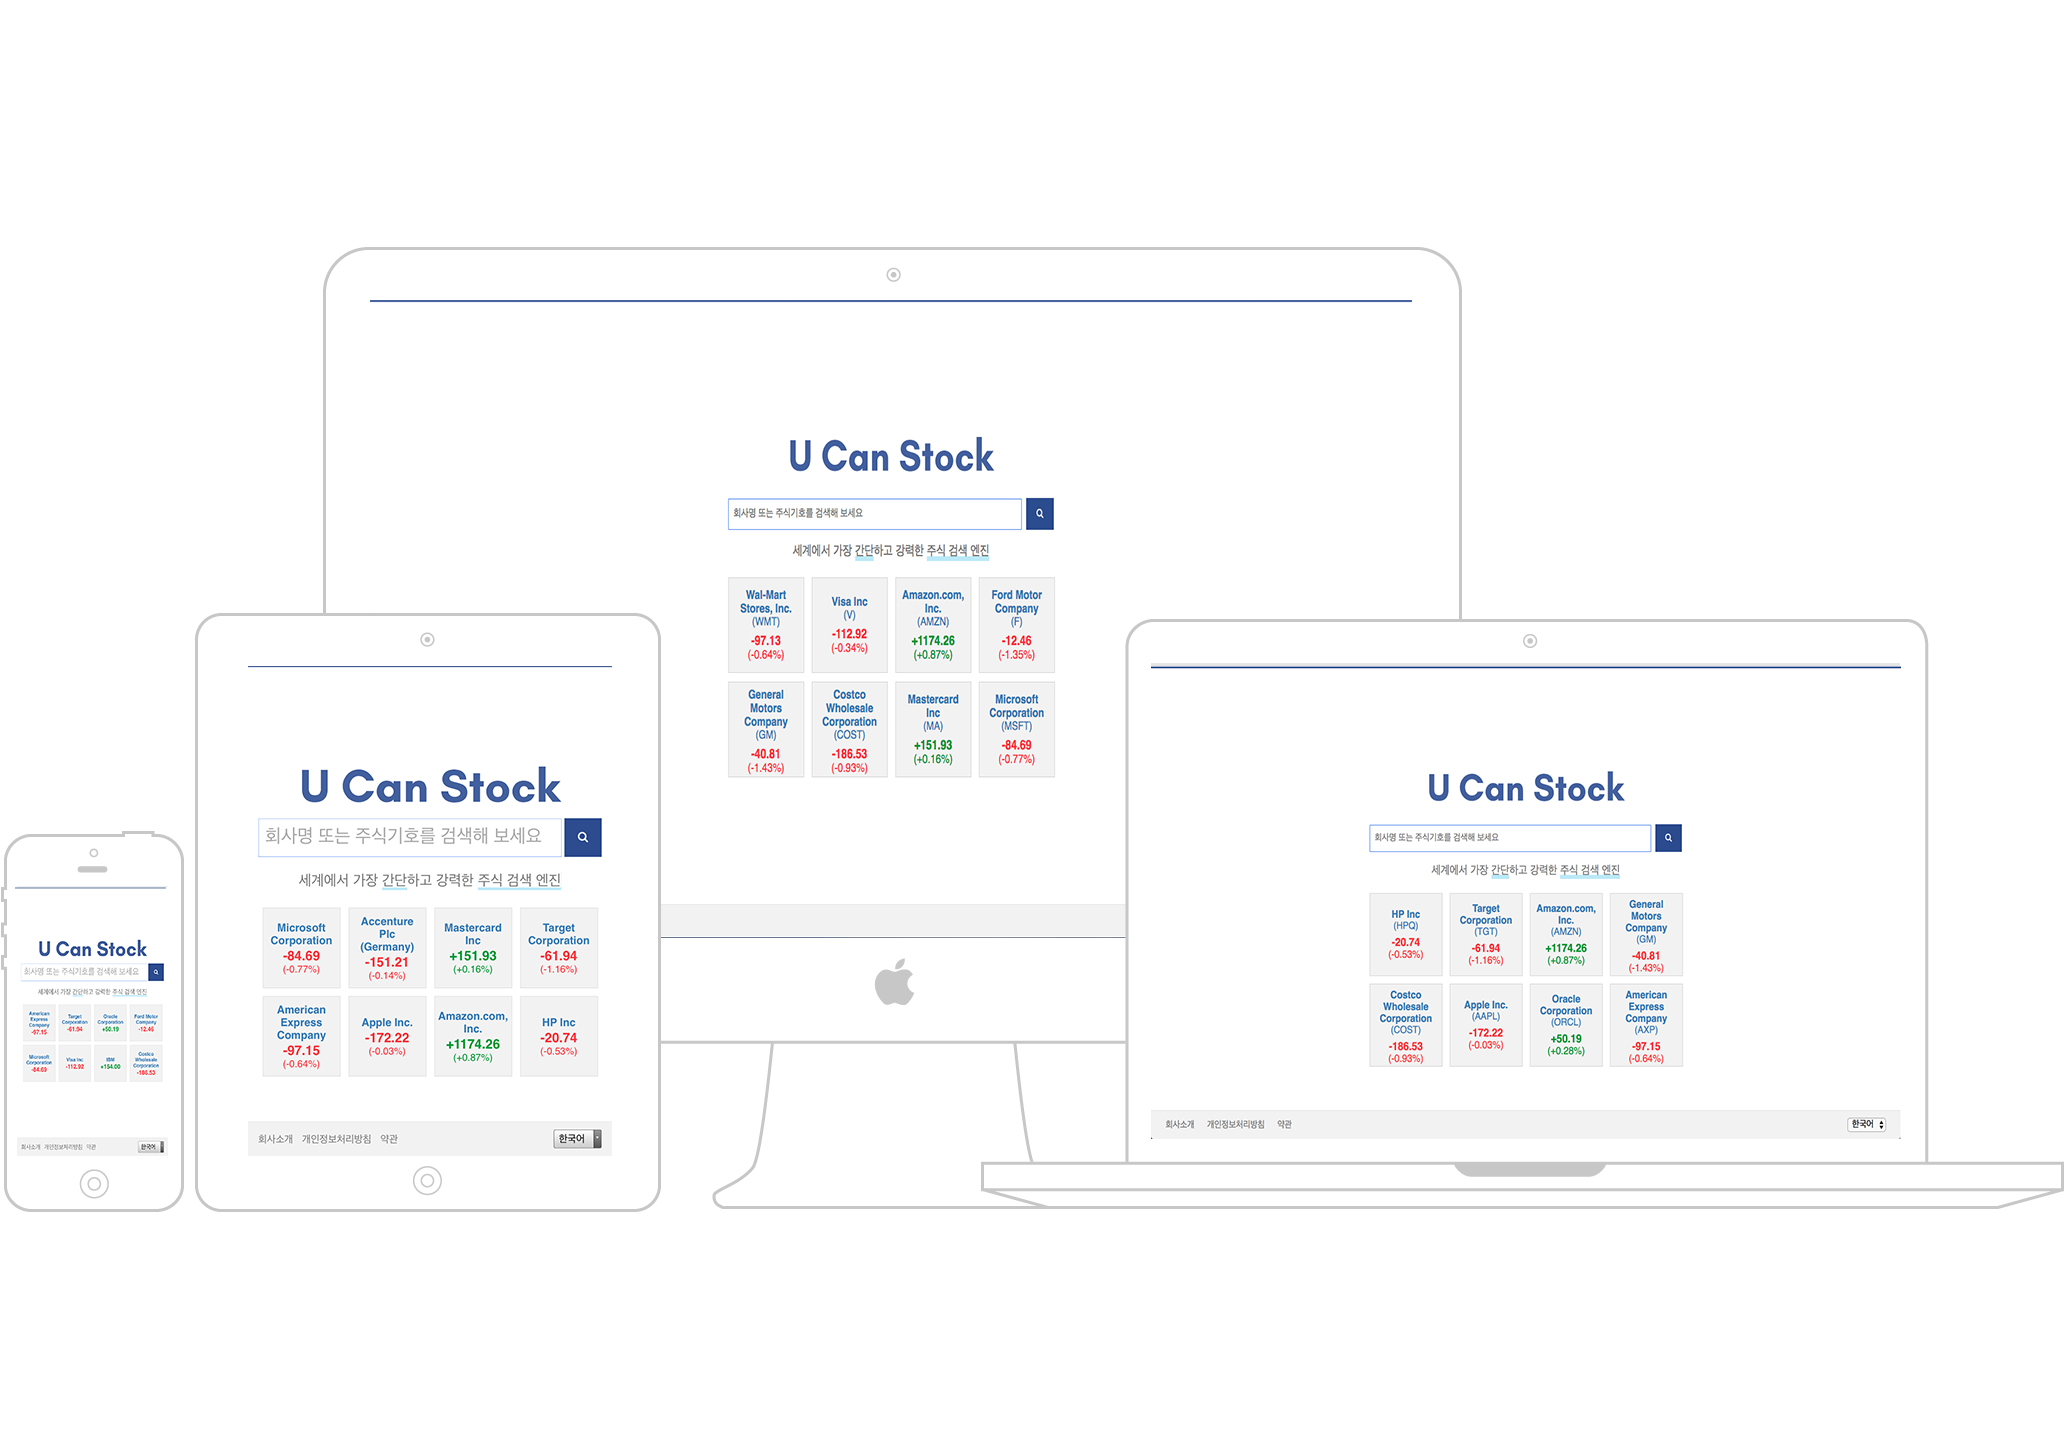 U Can Stock
회사명 또는 주식기호를 검색해 보세요
세계에서 가장 간단하고 강력한 주식 검색 엔진
Wal-Mart
Stores, Inc.
(WMT)
-97.13
(-0.64%)
Visa Inc
(V)
-112.92
(-0.34%)
Amazon.com,
Inc.
(AMZN)
+1174.26
(+0.87%)
Ford Motor
Company
(F)
-12.46
(-1.35%)
General
Motors
Company
(GM)
-40.81
(-1.43%)
Costco
Wholesale
Corporation
(COST)
-186.53
(-0.93%)
Mastercard
Inc
(MA)
+151.93
(+0.16%)
Microsoft
Corporation
(MSFT)
-84.69
(-0.77%)
U Can Stock
회사명 또는 주식기호를 검색해 보세요
세계에서 가장 간단하고 강력한 주식 검색 엔진
Microsoft
Corporation
-84.69
(-0.77%)
Accenture
Plc
(Germany)
-151.21
(-0.14%)
Mastercard
Inc
+151.93
(+0.16%)
Target
Corporation
-61.94
(-1.16%)
American
Express
Company
-97.15
(-0.64%)
Apple Inc.
-172.22
(-0.03%)
Amazon.com,
Inc.
+1174.26
(+0.87%)
HP Inc
-20.74
(-0.53%)
회사소개 개인정보처리방침 약관
한국어
U Can Stock
회사명 또는 주식기호를 검색해 보세요
세계에서 가장 간단하고 강력한 주식 검색 엔진
HP Inc
(HPQ)
-20.74
(-0.53%)
Target
Corporation
(TGT)
-61.94
(-1.16%)
Amazon.com,
Inc.
(AMZN)
+1174.26
(+0.87%)
General
Motors
Company
(GM)
-40.81
(-1.43%)
Costco
Wholesale
Corporation
(COST)
-186.53
(-0.93%)
Apple Inc.
(AAPL)
-172.22
(-0.03%)
Oracle
Corporation
(ORCL)
+50.19
(+0.28%)
American
Express
Company
(AXP)
-97.15
(-0.64%)
회사소개 개인정보처리방침 약관
한국어
U Can Stock
회사명 또는 주식기호를 검색해 보세요
세계에서 가장 간단하고 강력한 주식 검색 엔진
American
Express
Company
-97.15
Target
Corporation
-61.94
Oracle
Corporation
+50.19
Ford Motor
Company
-12.46
Microsoft
Corporation
-84.69
Visa Inc
-112.92
IBM
+154.00
Costco
Wholesale
Corporation
-186.53
회사소개 개인정보처리방침 약관
한국어